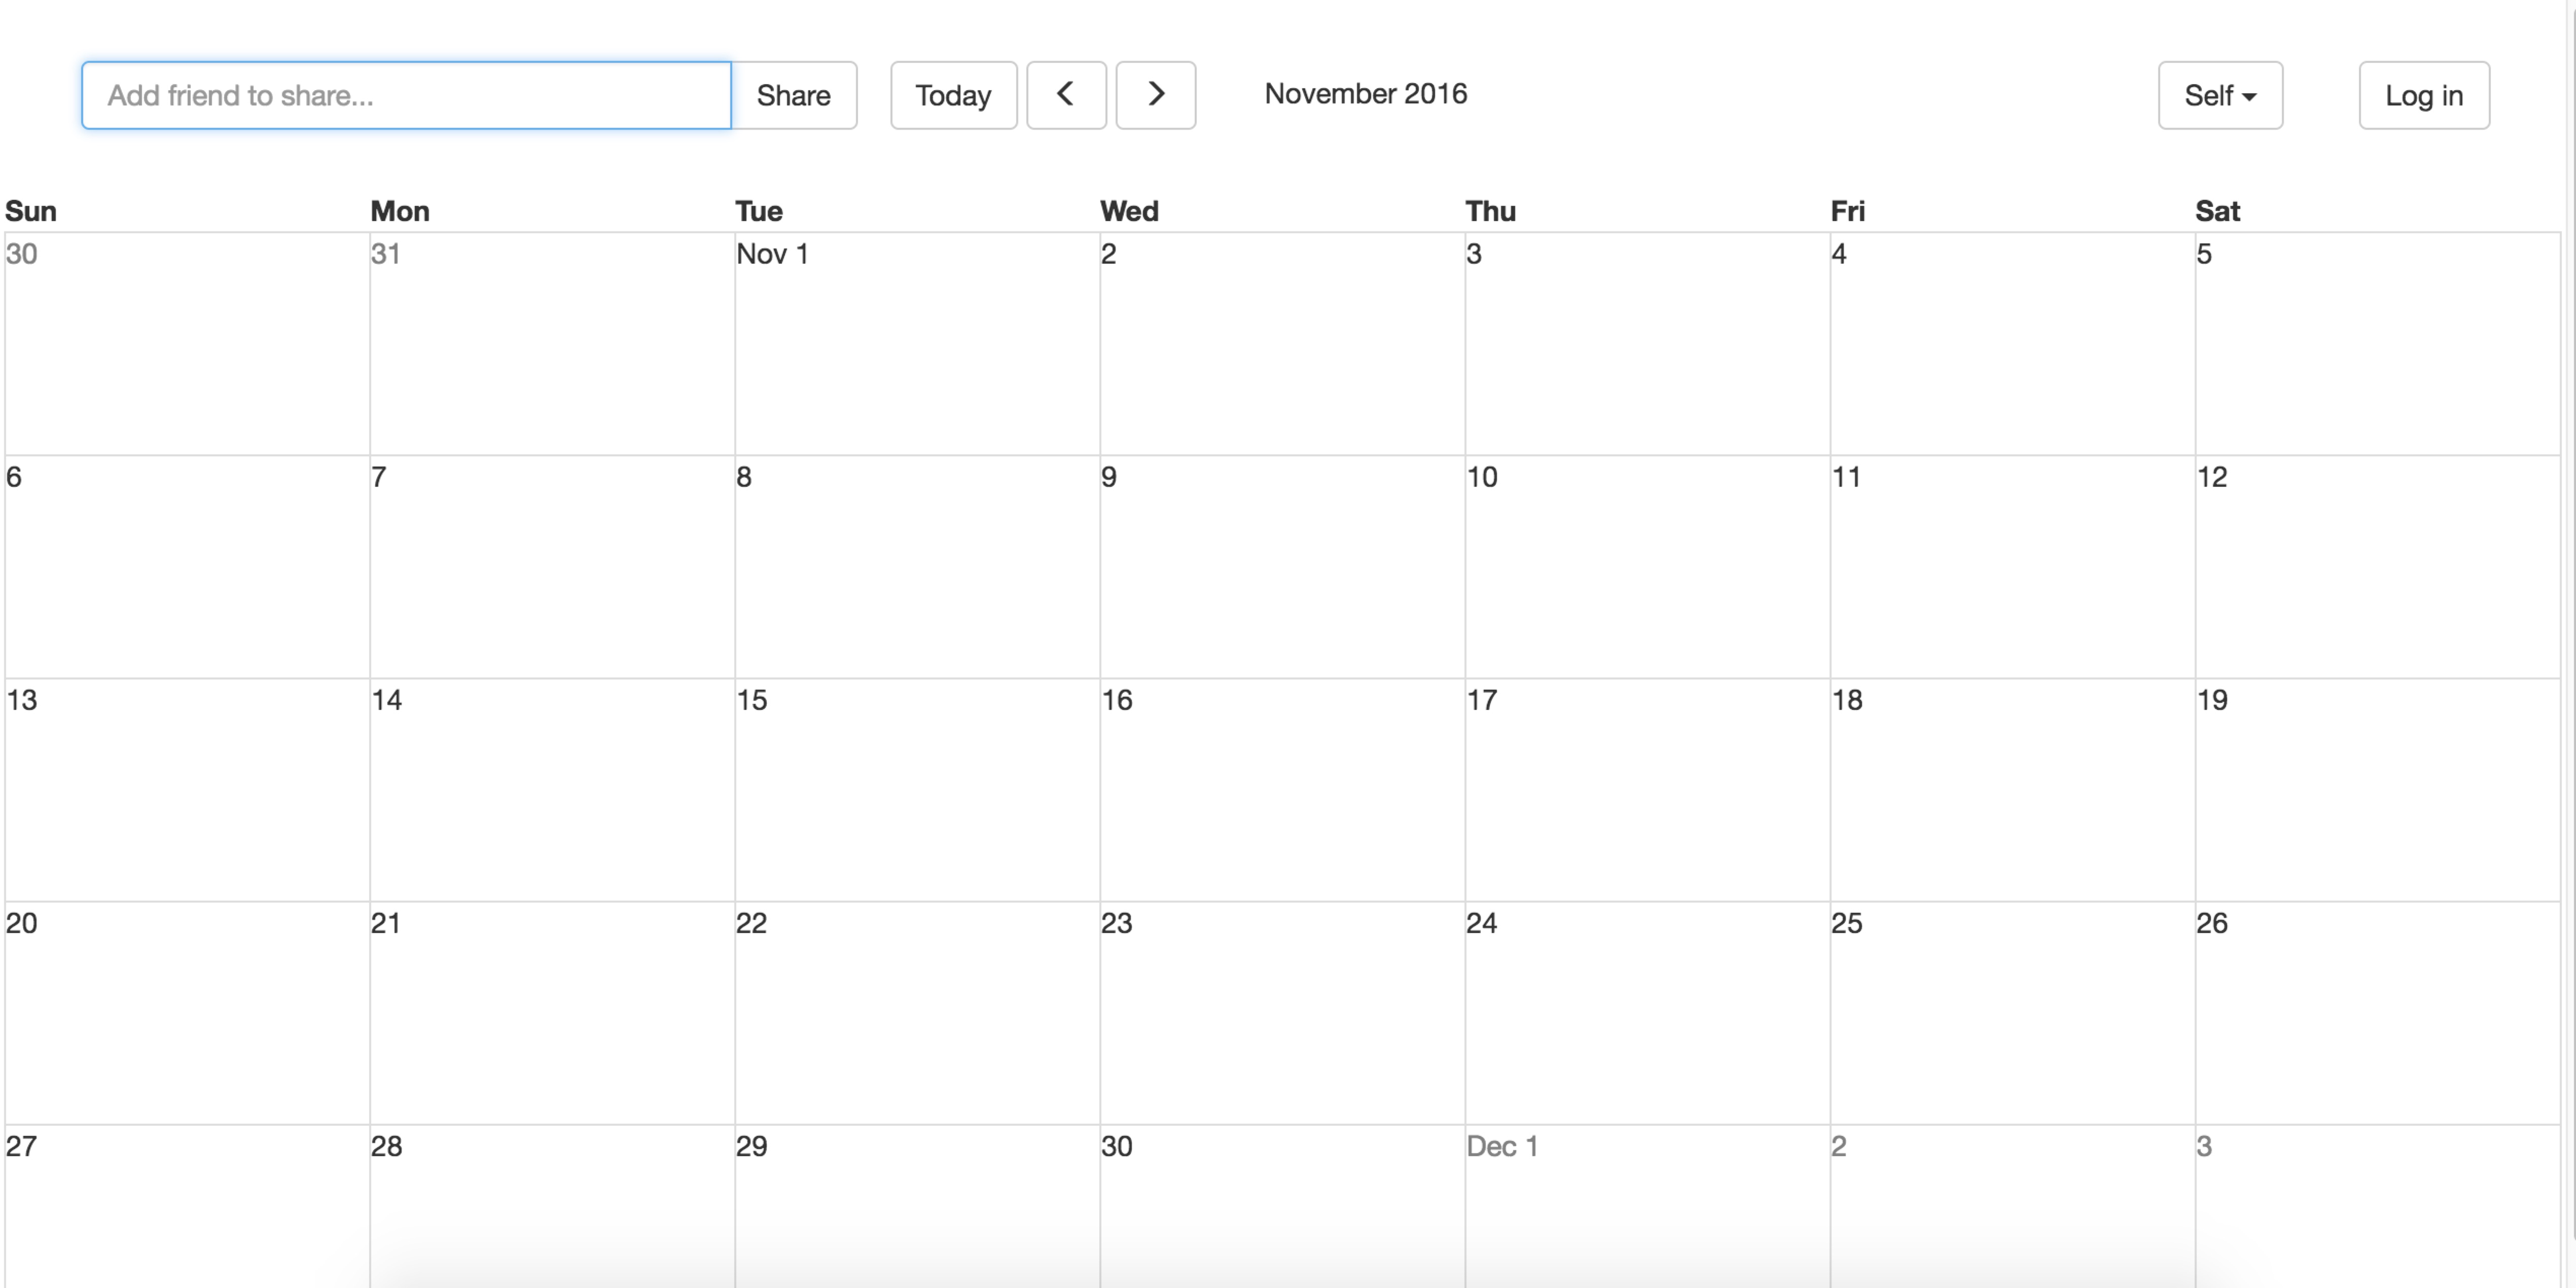 Add friend to share... Share Today November 2016 Self Log in
Sun Mon Tue Wed Thu Fri Sat
30 31 Nov 1 2 3 4 5
6 7 8 9 10 11 12
13 14 15 16 17 18 19
20 21 22 23 24 25 26
27 28 29 30 Dec 1 2 3